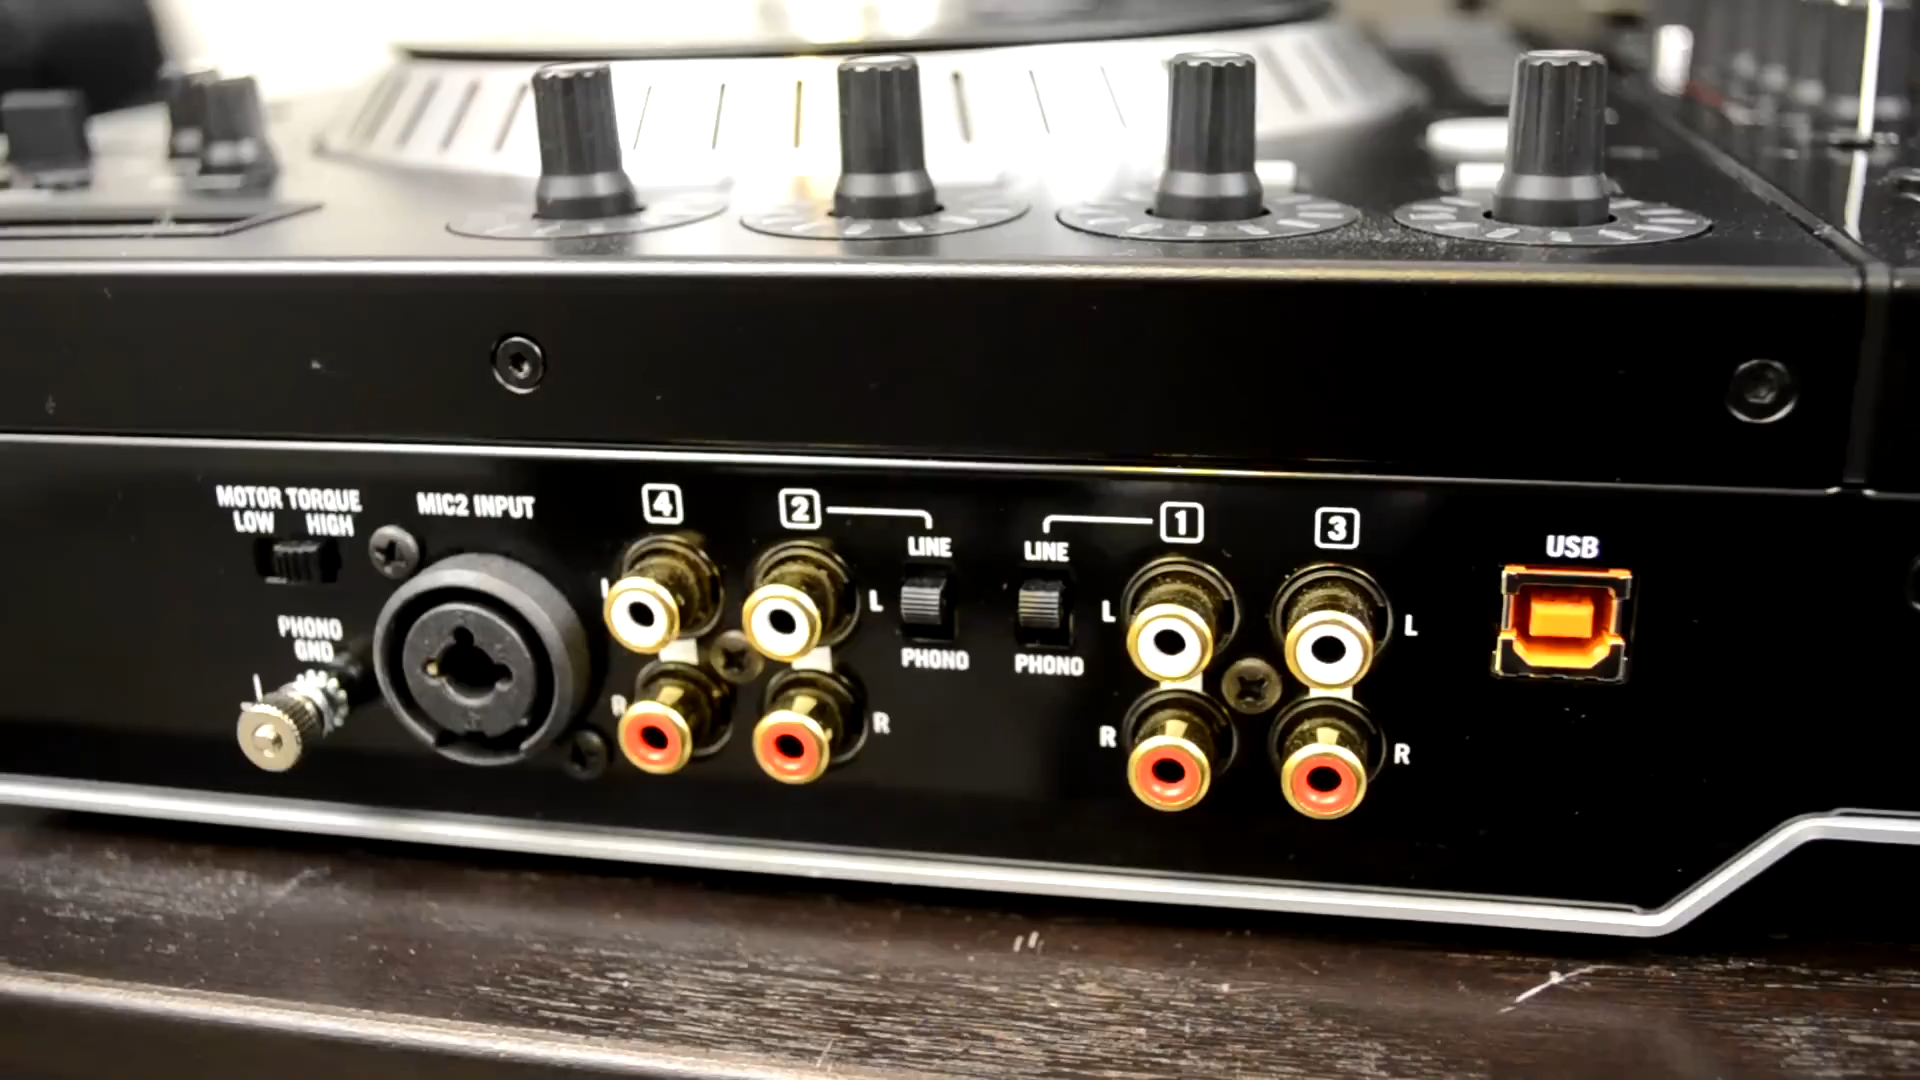 MOTOR TORQUE
LOW HIGH
PHONO
GND
MIC2 INPUT
4
2
LINE
PHONO
L
R
L
R
LINE
PHONO
1
3
L
R
L
R
USB